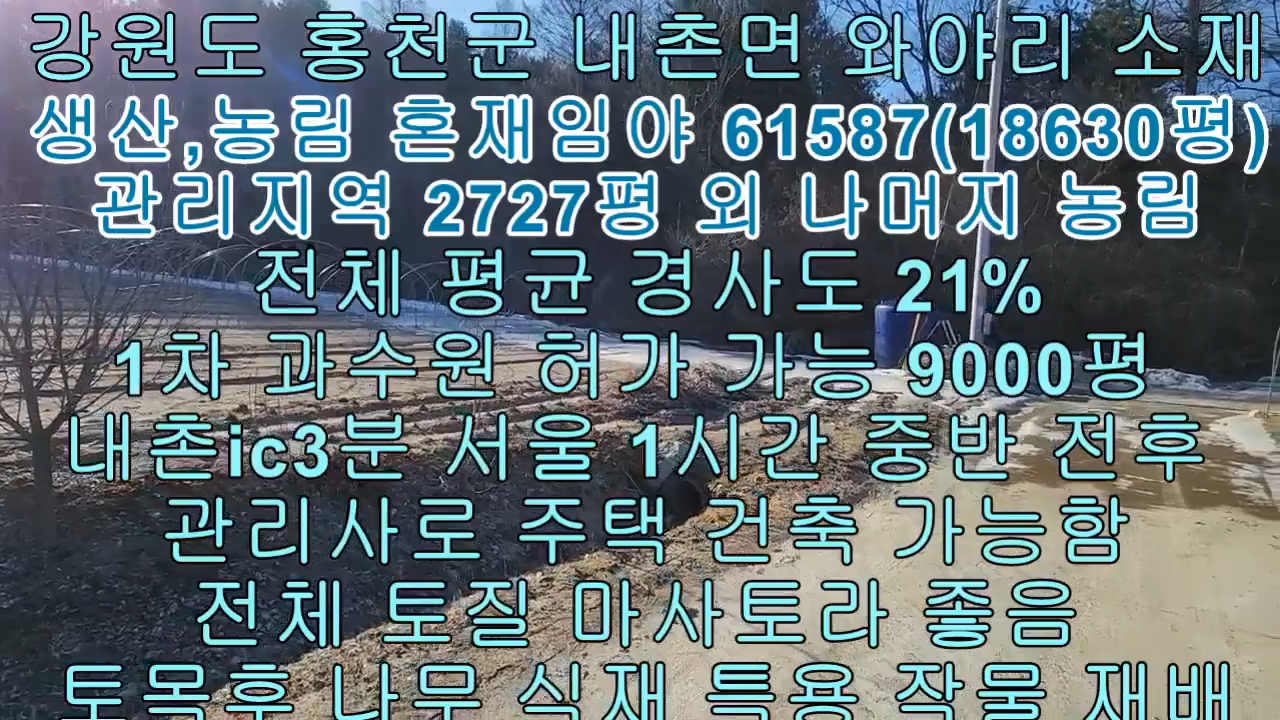 강원도 홍천군 내촌면 와야리 소재
생산,농림 혼재임야 61587(18630평)
관리지역 2727평 외 나머지 농림
전체 평균 경사도 21%
1차 과수원 허가 가능 9000평
내촌ic3분 서울 1시간 중반 전후
관리사로 주택 건축 가능함
전체 토질 마사토라 좋음
토목후 나무 식재 특용 작물 재배